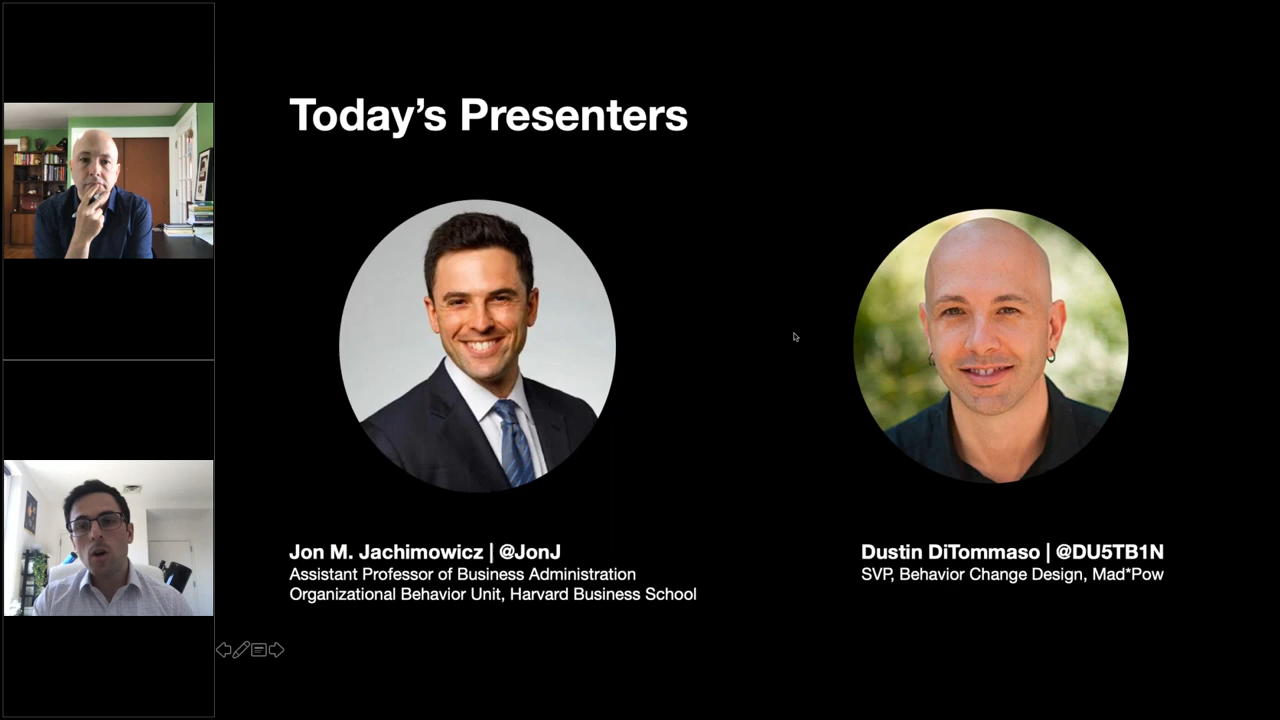 Today's Presenters
Jon M. Jachimowicz | @JonJ
Assistant Professor of Business Administration
Organizational Behavior Unit, Harvard Business School
Dustin DiTommaso | @DU5TB1N
SVP, Behavior Change Design, Mad*Pow